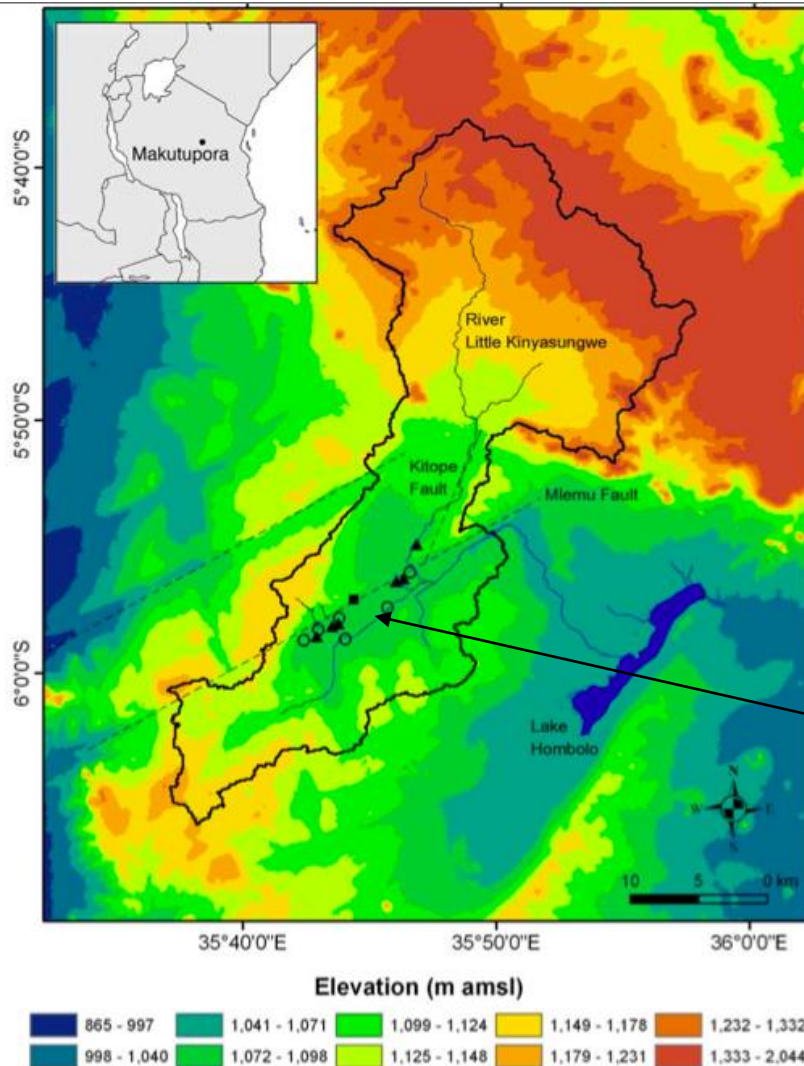 Makutupora
5°40'0"S
5°50'0"S
6°0'0"S
River
Little Kinyasungwe
Kitope
Fault
Mlemu Fault
Lake
Hombolo
N
W E
S
10 5 0 km
35°40'0"E 35°50'0"E 36°0'0"E
Elevation (m amsl)
865 - 997 1,041 - 1,071 1,099 - 1,124 1,149 - 1,178 1,232 - 1,332
998 - 1,040 1,072 - 1,098 1,125 - 1,148 1,179 - 1,231 1,333 - 2,044